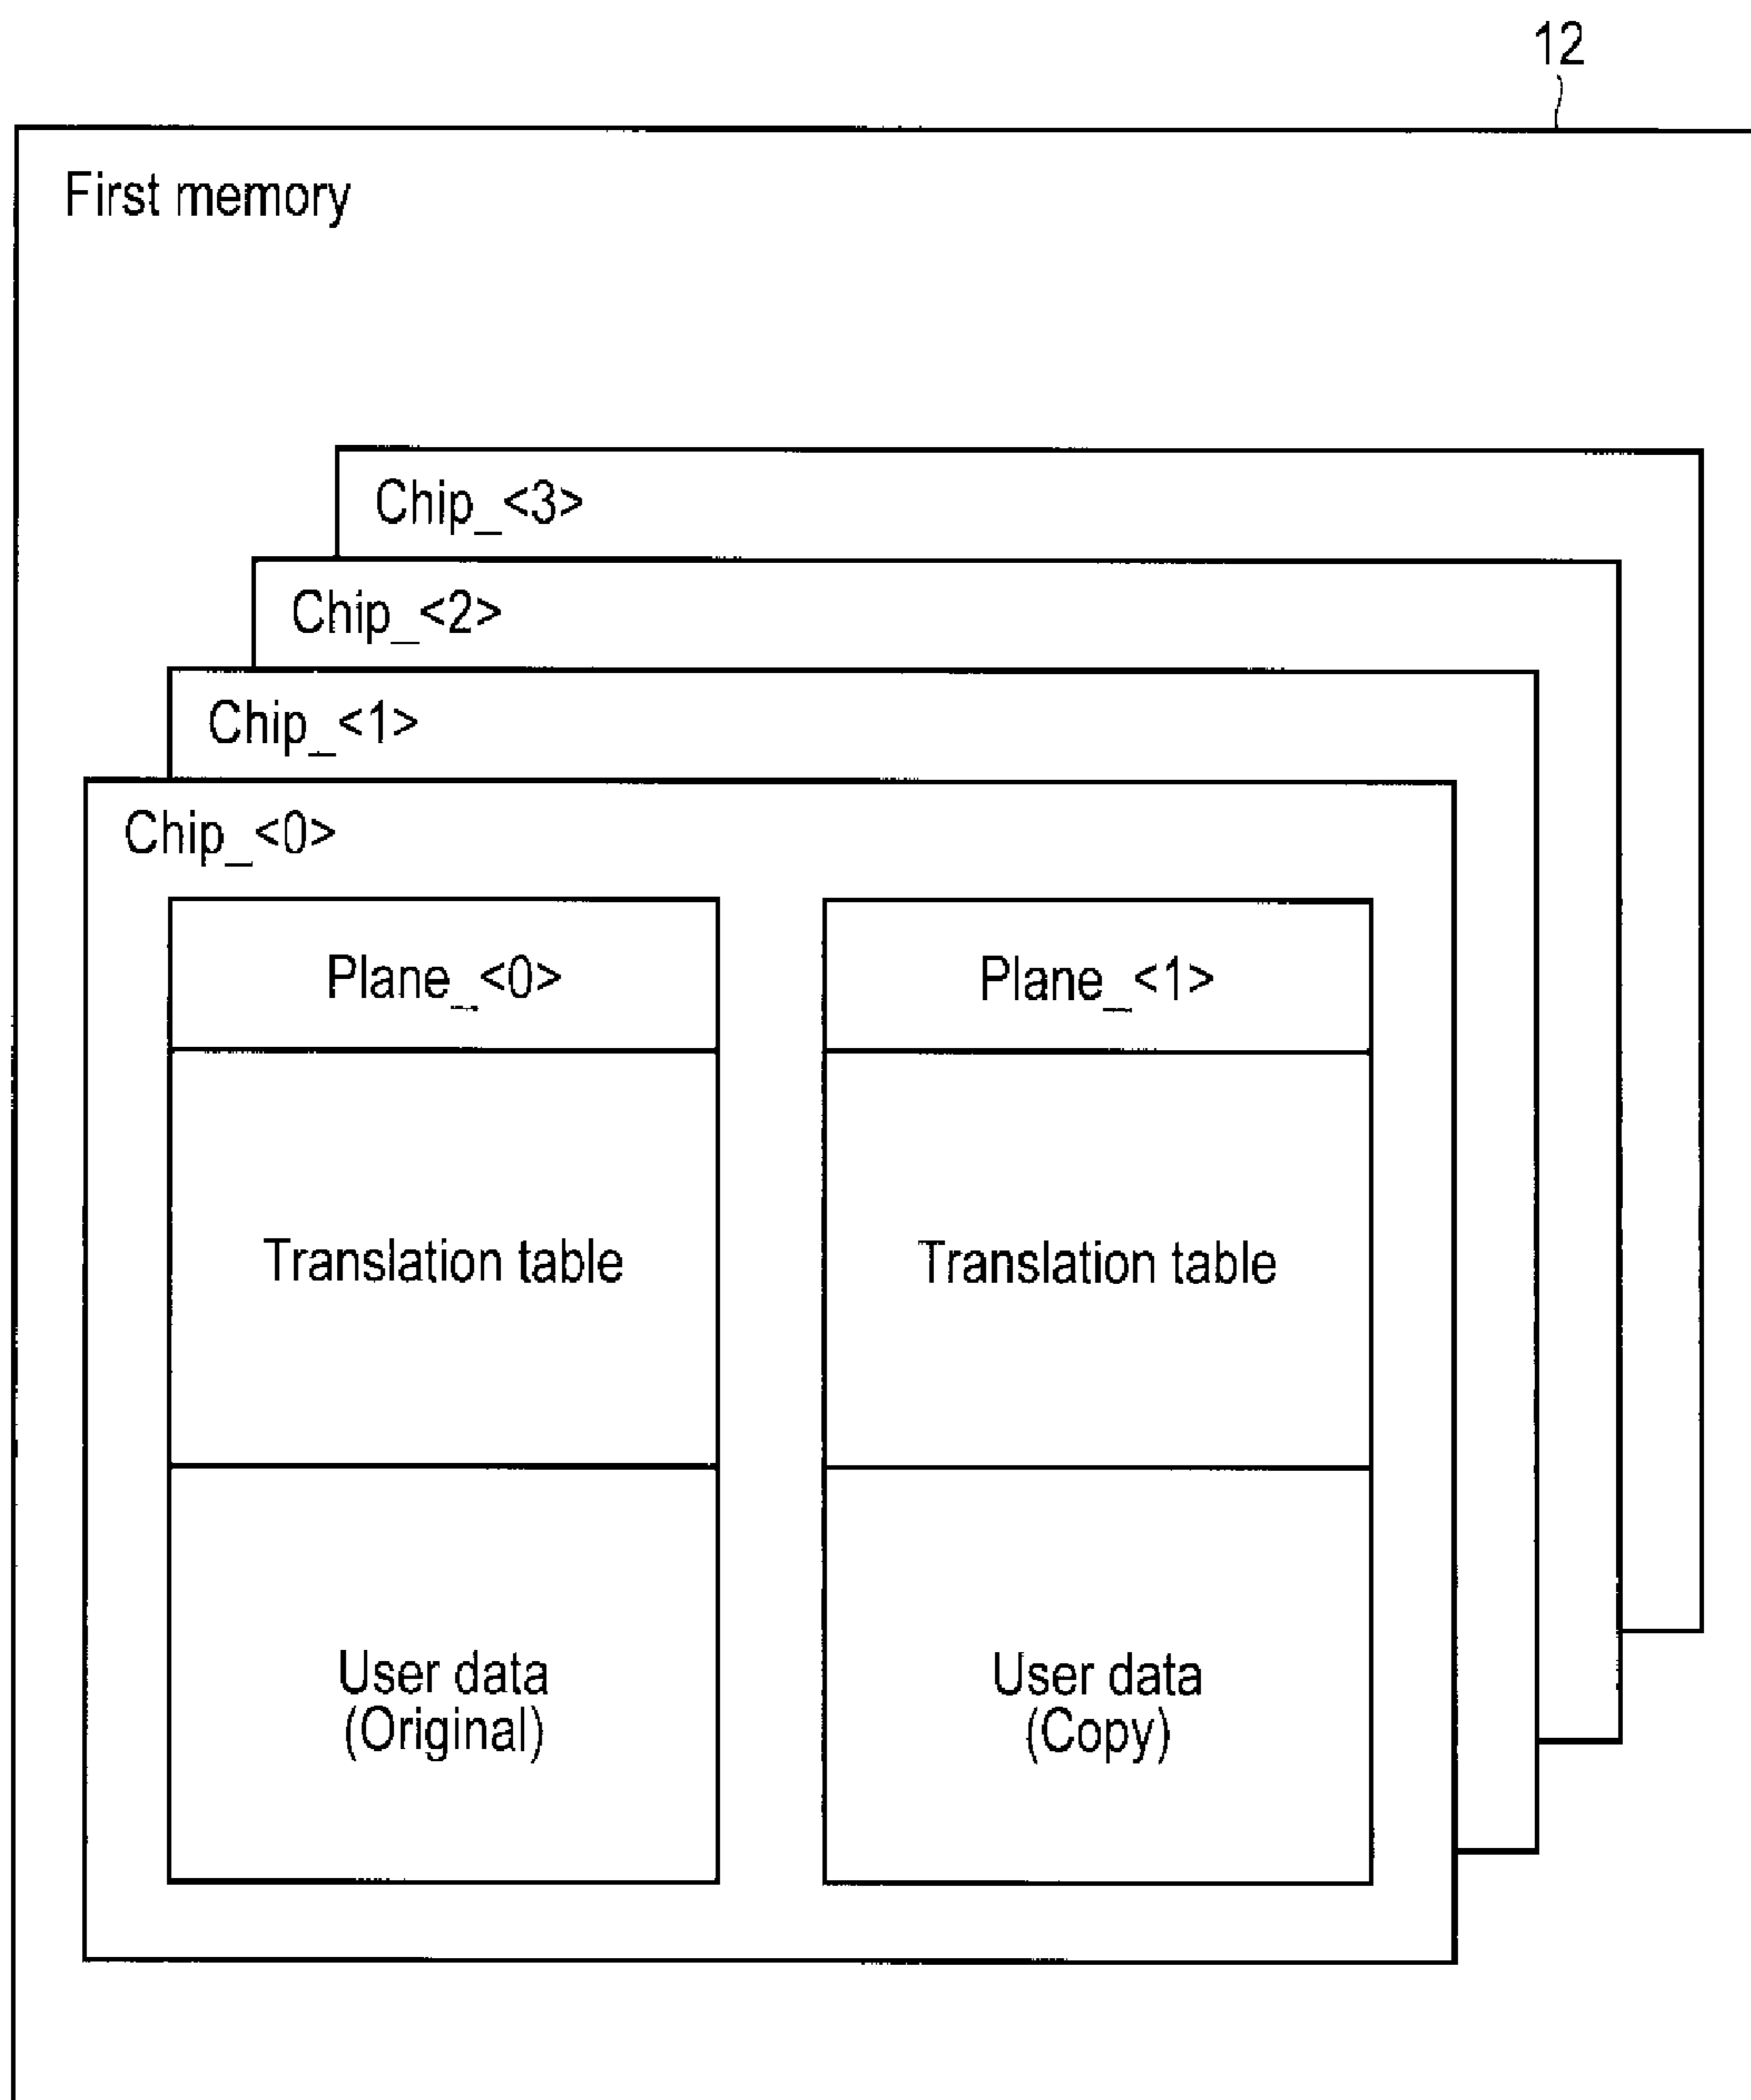 12
First memory
Chip_<3>
Chip_<2>
Chip_<1>
Chip_<0>
Plane_<0>
Plane_<1>
Translation table
Translation table
User data
(Original)
User data
(Copy)